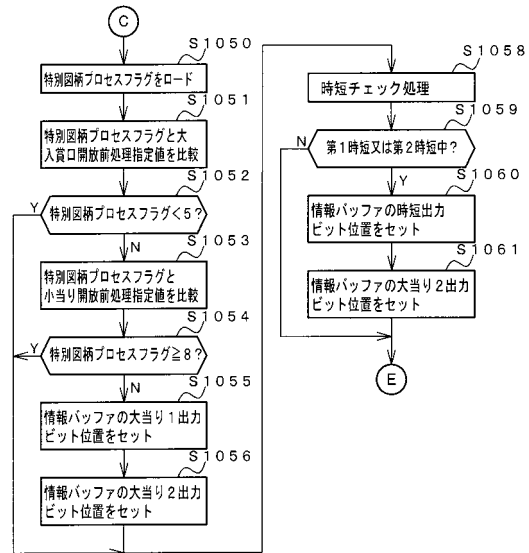 C
S1050
特別図柄プロセスフラグをロード
S1051
特別図柄プロセスフラグと大
入賞口開放前処理指定値を比較
S1052
Y
特別図柄プロセスフラグ<5?
N
S1053
特別図柄プロセスフラグと
小当り開放前処理指定値を比較
S1054
Y
特別図柄プロセスフラグ≧8?
N
S1055
情報バッファの大当り1出力
ビット位置をセット
S1056
情報バッファの大当り2出力
ビット位置をセット
S1058
時短チェック処理
S1059
N
第1時短又は第2時短中?
Y
S1060
情報バッファの時短出力
ビット位置をセット
S1061
情報バッファの大当り2出力
ビット位置をセット
E